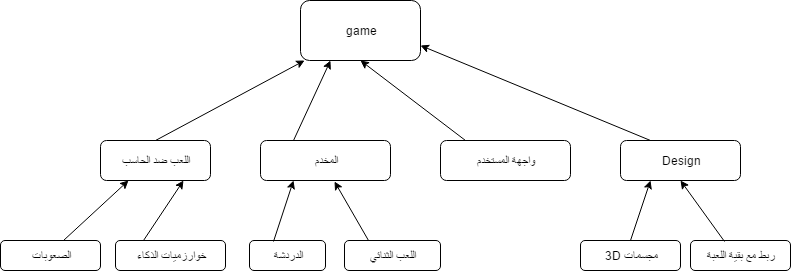 game
اللعب ضد الحاسب
المخدم
واجهة المستخدم
Design
الصعوبات
خوارزميات الذكاء
الدردشة
اللعب الثنائي
مجسمات 3D
ربط مع بقية اللعبة